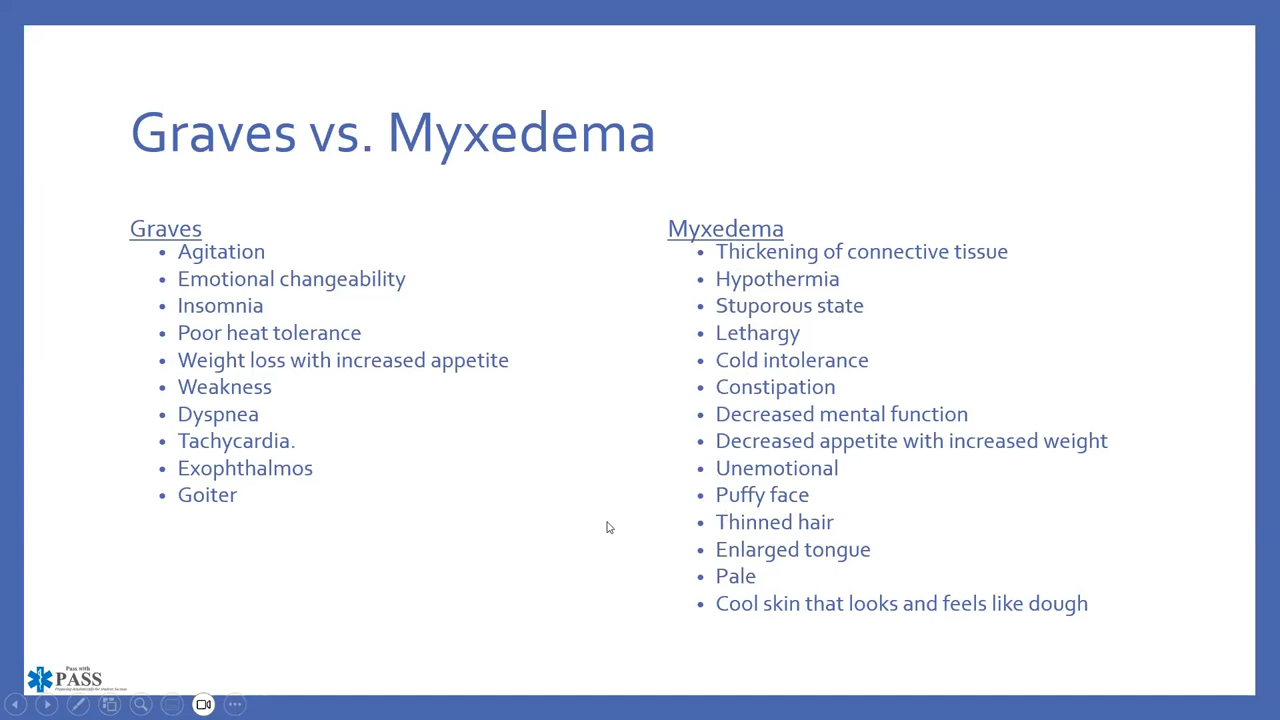 Graves vs. Myxedema
Graves
• Agitation
• Emotional changeability
• Insomnia
• Poor heat tolerance
• Weight loss with increased appetite
• Weakness
• Dyspnea
• Tachycardia.
• Exophthalmos
• Goiter
Myxedema
• Thickening of connective tissue
• Hypothermia
• Stuporous state
• Lethargy
• Cold intolerance
• Constipation
• Decreased mental function
• Decreased appetite with increased weight
• Unemotional
• Puffy face
• Thinned hair
• Enlarged tongue
• Pale
• Cool skin that looks and feels like dough
Pass with
PASS